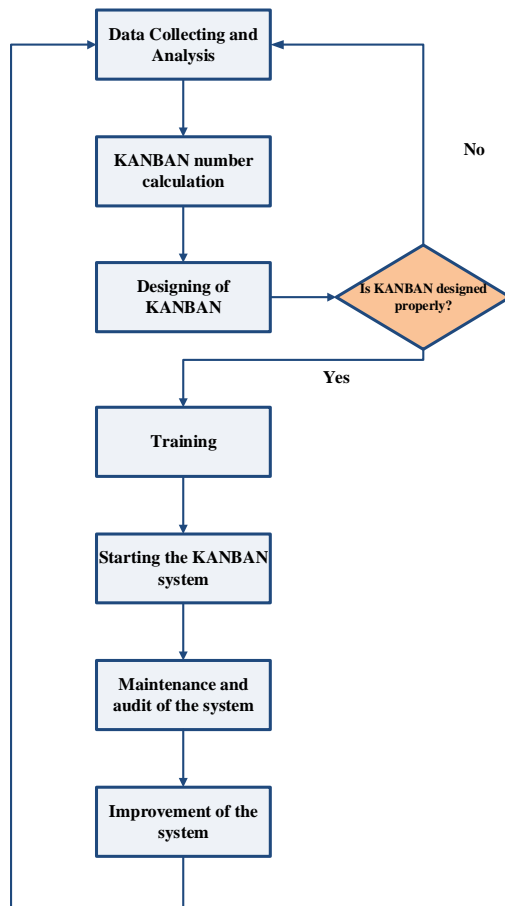 Data Collecting and
Analysis
No
KANBAN number
calculation
Designing of
KANBAN
Is KANBAN designed
properly?
Yes
Training
Starting the KANBAN
system
Maintenance and
audit of the system
Improvement of the
system